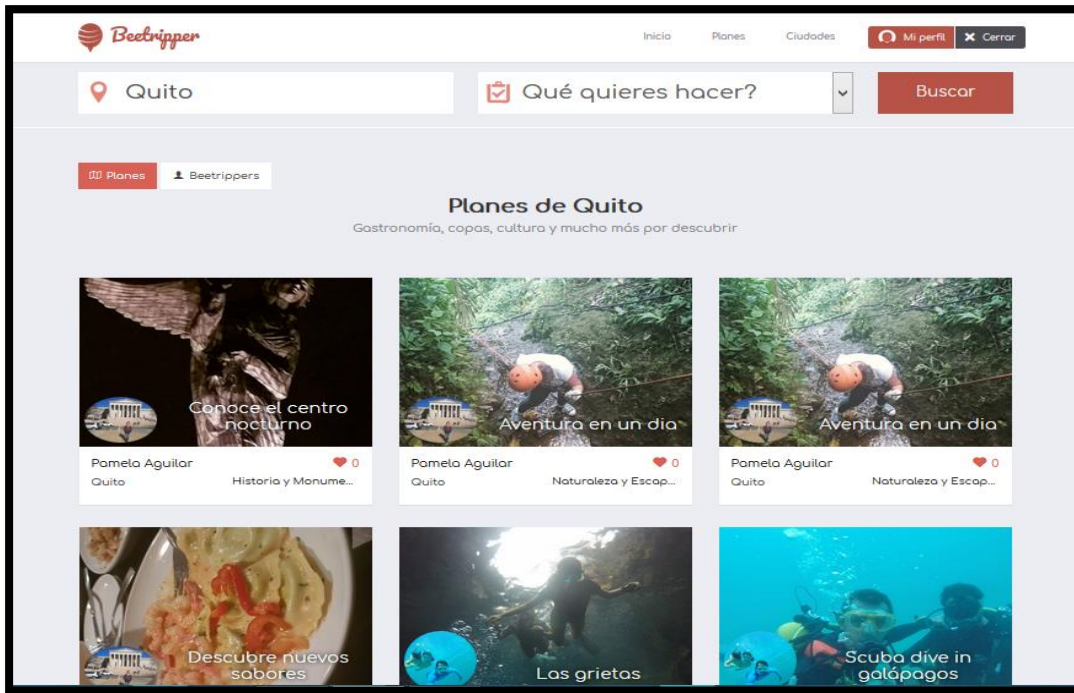 Beetripper
Inicio Planes Ciudades Mi perfil Cerrar
Quito Qué quieres hacer? Buscar
Planes Beetrippers
Planes de Quito
Gastronomía, copas, cultura y mucho más por descubrir
Conoce el centro
nocturno
Pamela Aguilar 0
Quito Historia y Monume...
Aventura en un dia
Pamela Aguilar 0
Quito Naturaleza y Escap...
Aventura en un dia
Pamela Aguilar 0
Quito Naturaleza y Escap...
Descubre nuevos
sabores
Las grietas
Scuba dive in
galápagos